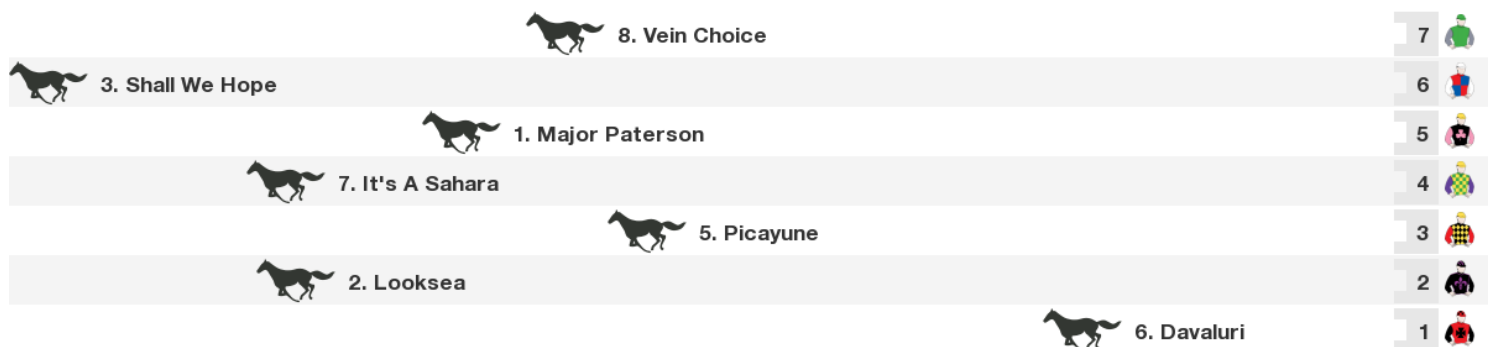 8. Vein Choice 7
3. Shall We Hope 6
1. Major Paterson 5
7. It's A Sahara 4
5. Picayune 3
2. Looksea 2
6. Davaluri 1